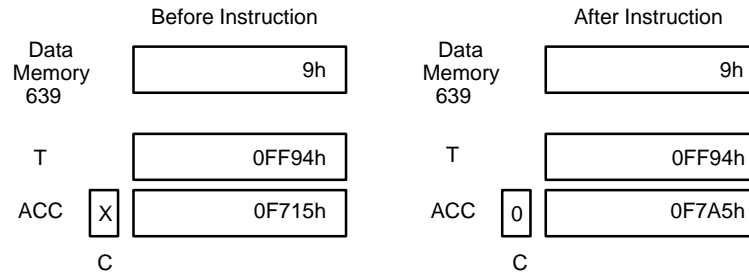 Before Instruction After Instruction
Data Memory 639 9h Data Memory 639 9h
T 0FF94h T 0FF94h
ACC X 0F715h ACC 0 0F7A5h
C C